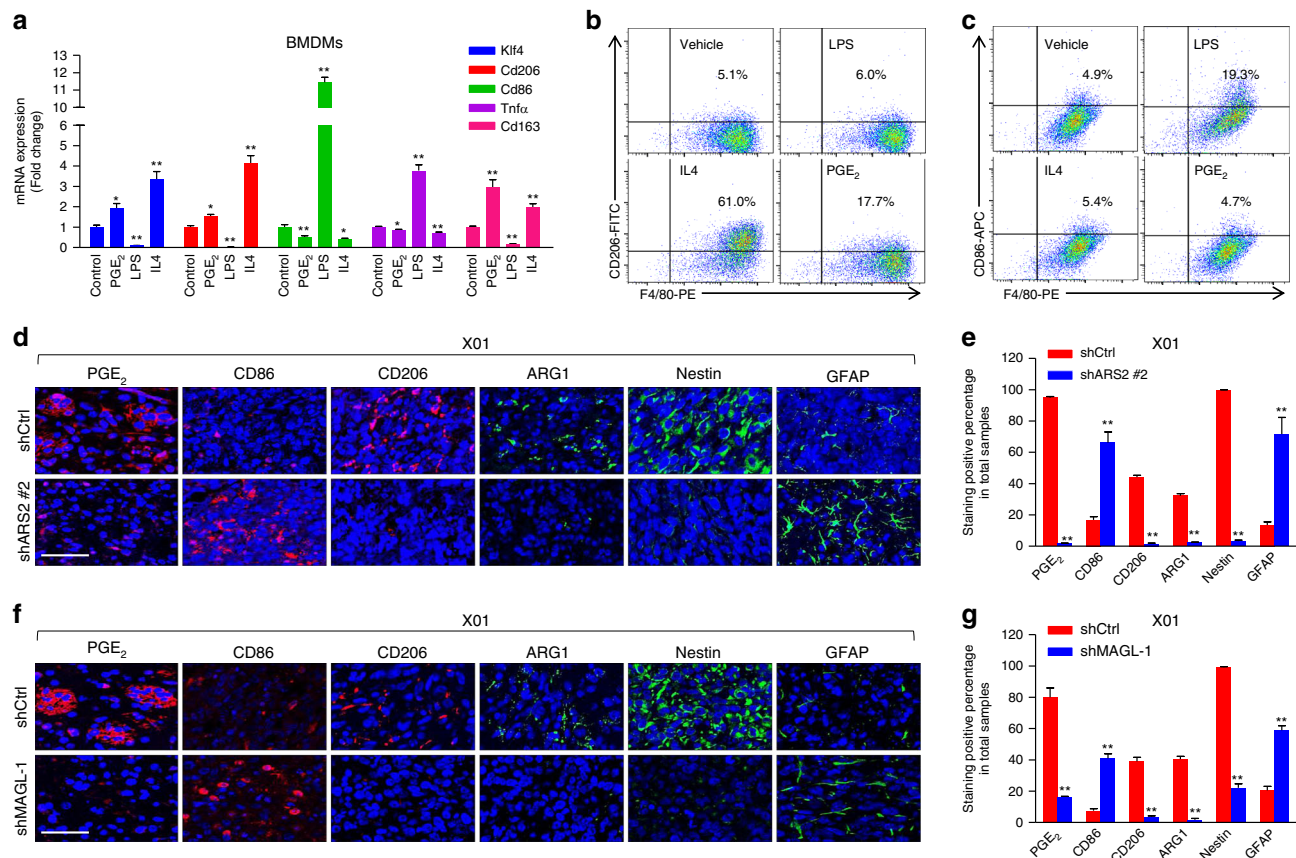 a
BMDMs
mRNA expression
(Fold change)
13
12
11
10
6
5
4
3
2
1
0
Klf4
Cd206
Cd86
Tnfα
Cd163
* ** ** * ** ** ** ** * * ** ** ** ** **
Control PGE2 LPS IL4 Control PGE2 LPS IL4 Control PGE2 LPS IL4 Control PGE2 LPS IL4 Control PGE2 LPS IL4
b
Vehicle LPS
5.1% 6.0%
IL4 PGE2
61.0% 17.7%
CD206-FITC
F4/80-PE
c
Vehicle LPS
4.9% 19.3%
IL4 PGE2
5.4% 4.7%
CD86-APC
F4/80-PE
d
X01
PGE2 CD86 CD206 ARG1 Nestin GFAP
shCtrl
shARS2 #2
e
X01
shCtrl
shARS2 #2
Staining positive percentage
in total samples
120
100
80
60
40
20
0
** ** ** ** ** **
PGE2 CD86 CD206 ARG1 Nestin GFAP
f
X01
PGE2 CD86 CD206 ARG1 Nestin GFAP
shCtrl
shMAGL-1
g
X01
shCtrl
shMAGL-1
Staining positive percentage
in total samples
120
100
80
60
40
20
0
** ** ** ** ** **
PGE2 CD86 CD206 ARG1 Nestin GFAP